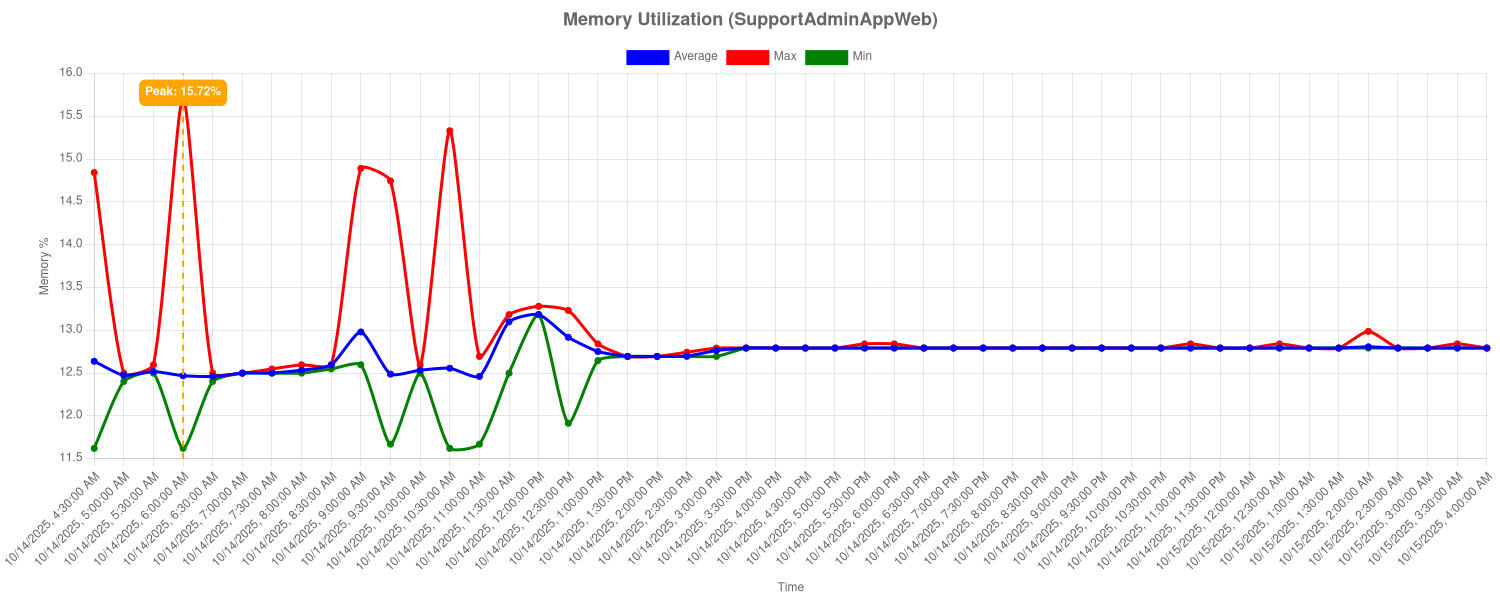 Memory Utilization (SupportAdminAppWeb)
Average Max Min
Peak: 15.72%
16.0
15.5
15.0
14.5
14.0
13.5
13.0
12.5
12.0
11.5
Memory %
10/14/2025, 4:30:00 AM
10/14/2025, 5:00:00 AM
10/14/2025, 5:30:00 AM
10/14/2025, 6:00:00 AM
10/14/2025, 6:30:00 AM
10/14/2025, 7:00:00 AM
10/14/2025, 7:30:00 AM
10/14/2025, 8:00:00 AM
10/14/2025, 8:30:00 AM
10/14/2025, 9:00:00 AM
10/14/2025, 9:30:00 AM
10/14/2025, 10:00:00 AM
10/14/2025, 10:30:00 AM
10/14/2025, 11:00:00 AM
10/14/2025, 11:30:00 AM
10/14/2025, 12:00:00 PM
10/14/2025, 12:30:00 PM
10/14/2025, 1:00:00 PM
10/14/2025, 1:30:00 PM
10/14/2025, 2:00:00 PM
10/14/2025, 2:30:00 PM
10/14/2025, 3:00:00 PM
10/14/2025, 3:30:00 PM
10/14/2025, 4:00:00 PM
10/14/2025, 4:30:00 PM
10/14/2025, 5:00:00 PM
10/14/2025, 5:30:00 PM
10/14/2025, 6:00:00 PM
10/14/2025, 6:30:00 PM
10/14/2025, 7:00:00 PM
10/14/2025, 7:30:00 PM
10/14/2025, 8:00:00 PM
10/14/2025, 8:30:00 PM
10/14/2025, 9:00:00 PM
10/14/2025, 9:30:00 PM
10/14/2025, 10:00:00 PM
10/14/2025, 10:30:00 PM
10/14/2025, 11:00:00 PM
10/14/2025, 11:30:00 PM
10/15/2025, 12:00:00 AM
10/15/2025, 12:30:00 AM
10/15/2025, 1:00:00 AM
10/15/2025, 1:30:00 AM
10/15/2025, 2:00:00 AM
10/15/2025, 2:30:00 AM
10/15/2025, 3:00:00 AM
10/15/2025, 3:30:00 AM
10/15/2025, 4:00:00 AM
Time